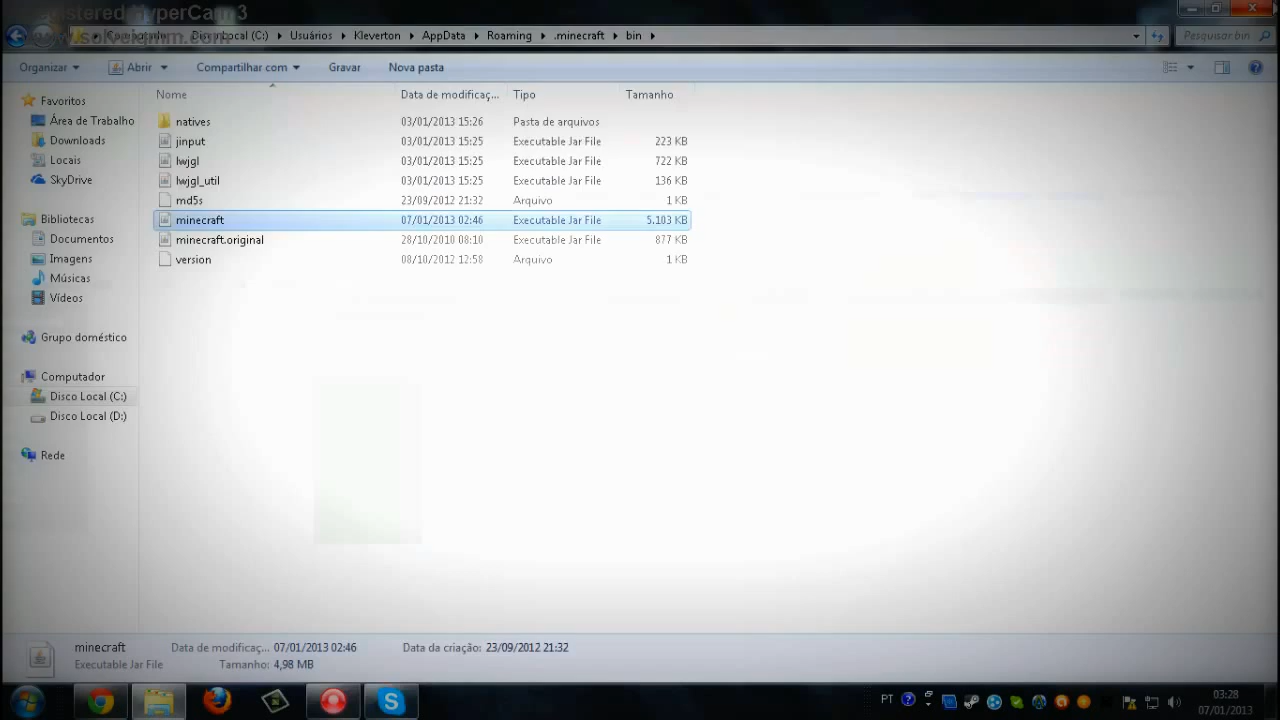 registered HyperCam 3
www.solveigmm.com
Disco Local (C:) Usuários Kleverton AppData Roaming .minecraft bin
Pesquisar bin
Organizar Abrir Compartilhar com Gravar Nova pasta
Nome Data de modificaç... Tipo Tamanho
natives 03/01/2013 15:26 Pasta de arquivos
jinput 03/01/2013 15:25 Executable Jar File 223 KB
lwjgl 03/01/2013 15:25 Executable Jar File 722 KB
lwjgl_util 03/01/2013 15:25 Executable Jar File 136 KB
md5s 23/09/2012 21:32 Arquivo 1 KB
minecraft 07/01/2013 02:46 Executable Jar File 5.103 KB
minecraft.original 28/10/2010 08:10 Executable Jar File 877 KB
version 08/10/2012 12:58 Arquivo 1 KB
Favoritos
Área de Trabalho
Downloads
Locais
SkyDrive
Bibliotecas
Documentos
Imagens
Músicas
Vídeos
Grupo doméstico
Computador
Disco Local (C:)
Disco Local (D:)
Rede
minecraft Data de modificaç... 07/01/2013 02:46 Data da criação: 23/09/2012 21:32
Executable Jar File Tamanho: 4,98 MB
PT
03:28
07/01/2013